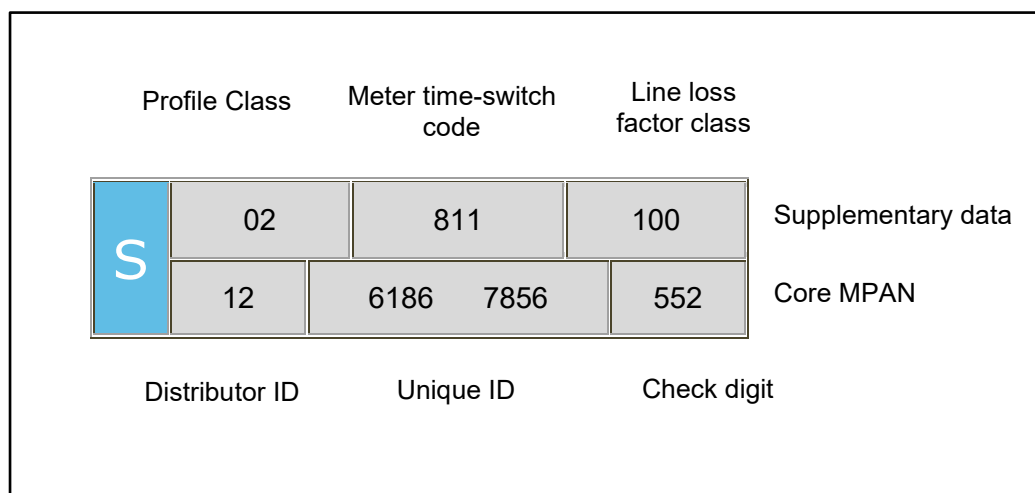 Profile Class
Meter time-switch
code
Line loss
factor class
S
02
811
100
Supplementary data
12
6186 7856
552
Core MPAN
Distributor ID
Unique ID
Check digit